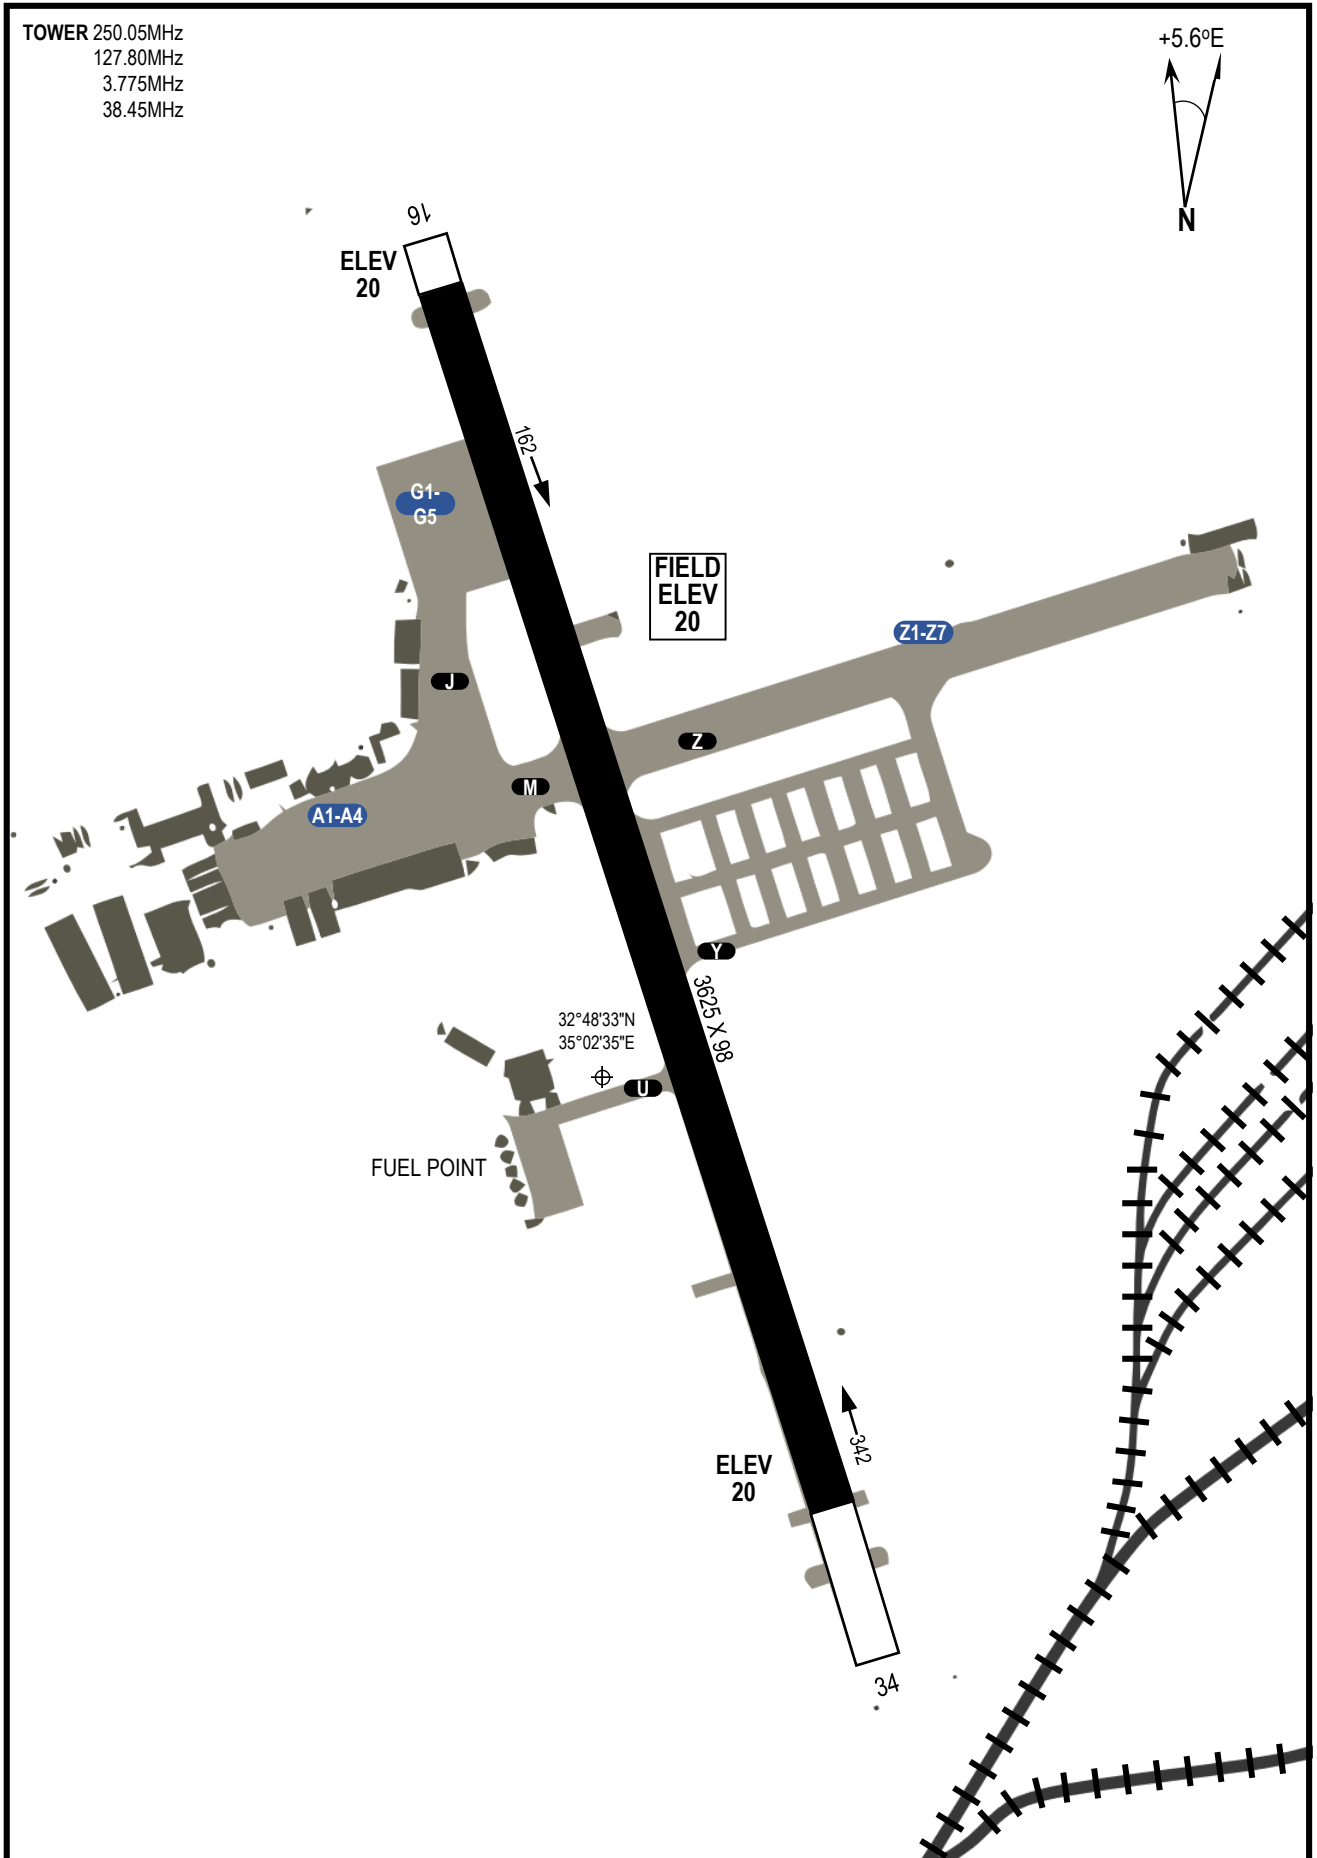 TOWER 250.05MHz
127.80MHz
3.775MHz
38.45MHz
+5.6ºE
N
16
ELEV
20
162
G1-
G5
FIELD
ELEV
20
Z1-Z7
J
Z
M
A1-A4
Y
3625 X 98
32°48'33"N
35°02'35"E
U
FUEL POINT
342
ELEV
20
34